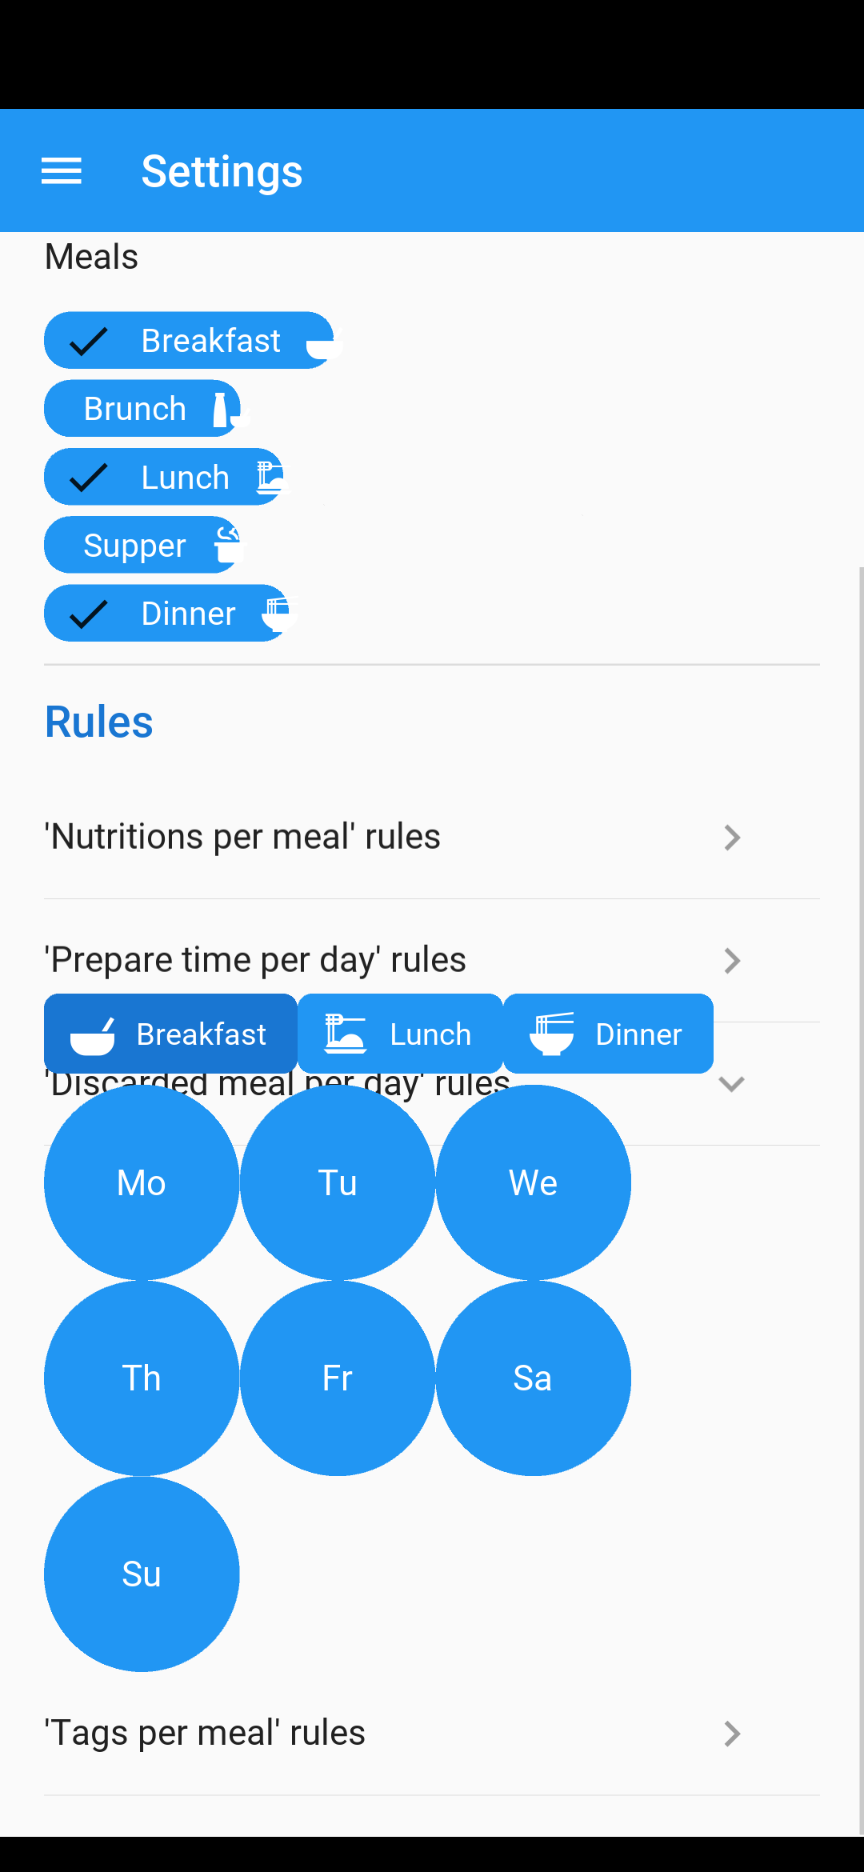 Settings
Meals
Breakfast
Brunch
Lunch
Supper
Dinner
Rules
'Nutritions per meal' rules
'Prepare time per day' rules
Breakfast Lunch Dinner
'Discarded meal per day' rules
Mo Tu We
Th Fr Sa
Su
'Tags per meal' rules